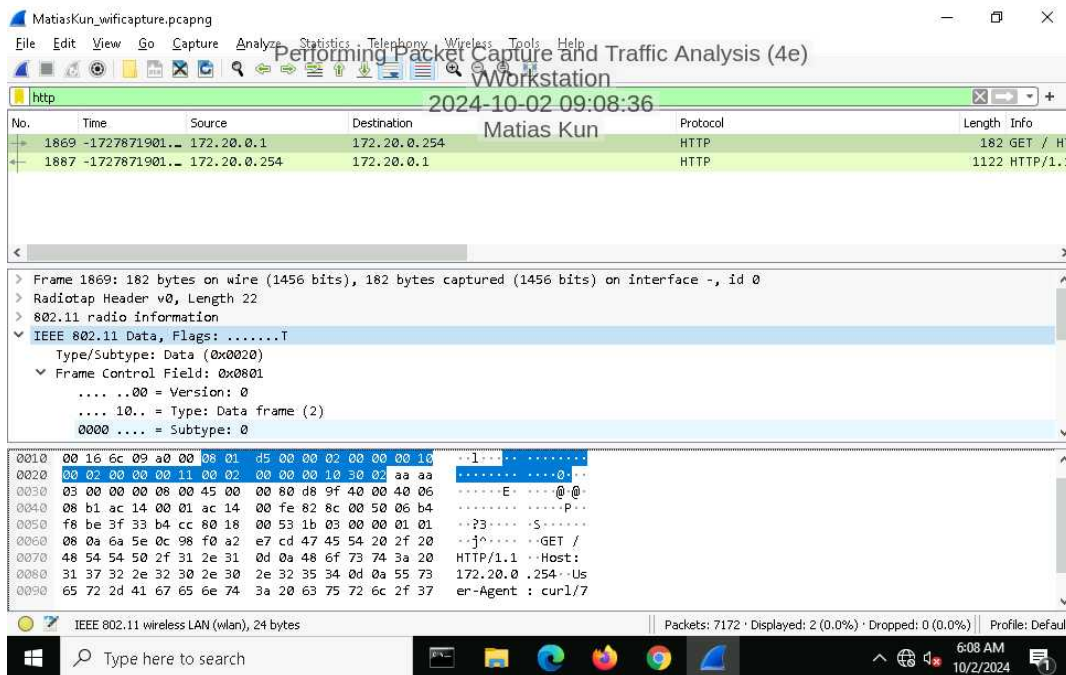 MatiasKun_wificapture.pcapng
File Edit View Go Capture Analyze Statistics Telephony Wireless Tools Help
Performing Packet Capture and Traffic Analysis (4e)
vWorkstation
2024-10-02 09:08:36
Matias Kun
http
No. Time Source Destination Protocol Length Info
1869 -1727871901.… 172.20.0.1 172.20.0.254 HTTP 182 GET / H
1887 -1727871901.… 172.20.0.254 172.20.0.1 HTTP 1122 HTTP/1.
> Frame 1869: 182 bytes on wire (1456 bits), 182 bytes captured (1456 bits) on interface -, id 0
> Radiotap Header v0, Length 22
> 802.11 radio information
IEEE 802.11 Data, Flags: .......T
Type/Subtype: Data (0x0020)
Frame Control Field: 0x0801
.... ..00 = Version: 0
.... 10.. = Type: Data frame (2)
0000 .... = Subtype: 0
0010 00 16 6c 09 a0 00 08 01 d5 00 00 02 00 00 00 10 ··l··· ·· ········
0020 00 02 00 00 00 11 00 02 00 00 00 10 30 02 aa aa ········ ····0···
0030 03 00 00 00 08 00 45 00 00 80 d8 9f 40 00 40 06 ······E· ····@·@·
0040 08 b1 ac 14 00 01 ac 14 00 fe 82 8c 00 50 06 b4 ········ ·····P··
0050 f8 be 3f 33 b4 cc 80 18 00 53 1b 03 00 00 01 01 ··?3···· ·S······
0060 08 0a 6a 5e 0c 98 f0 a2 e7 cd 47 45 54 20 2f 20 ··j^···· ··GET /
0070 48 54 54 50 2f 31 2e 31 0d 0a 48 6f 73 74 3a 20 HTTP/1.1 ··Host:
0080 31 37 32 2e 32 30 2e 30 2e 32 35 34 0d 0a 55 73 172.20.0 .254··Us
0090 65 72 2d 41 67 65 6e 74 3a 20 63 75 72 6c 2f 37 er-Agent : curl/7
IEEE 802.11 wireless LAN (wlan), 24 bytes Packets: 7172 · Displayed: 2 (0.0%) · Dropped: 0 (0.0%) Profile: Defaul
Type here to search 6:08 AM
10/2/2024